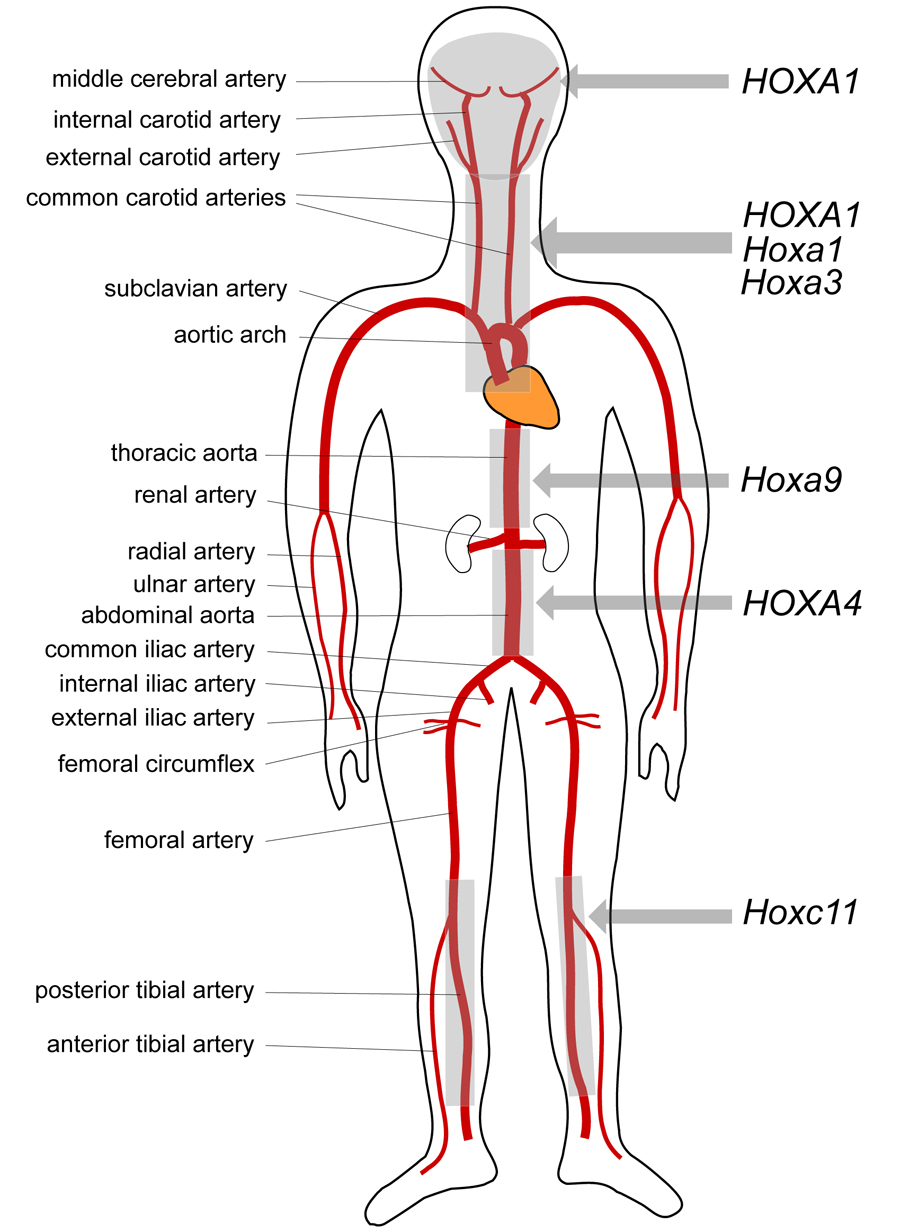 middle cerebral artery
internal carotid artery
external carotid artery
common carotid arteries
subclavian artery
aortic arch
thoracic aorta
renal artery
radial artery
ulnar artery
abdominal aorta
common iliac artery
internal iliac artery
external iliac artery
femoral circumflex
femoral artery
posterior tibial artery
anterior tibial artery
HOXA1
HOXA1
Hoxa1
Hoxa3
Hoxa9
HOXA4
Hoxc11